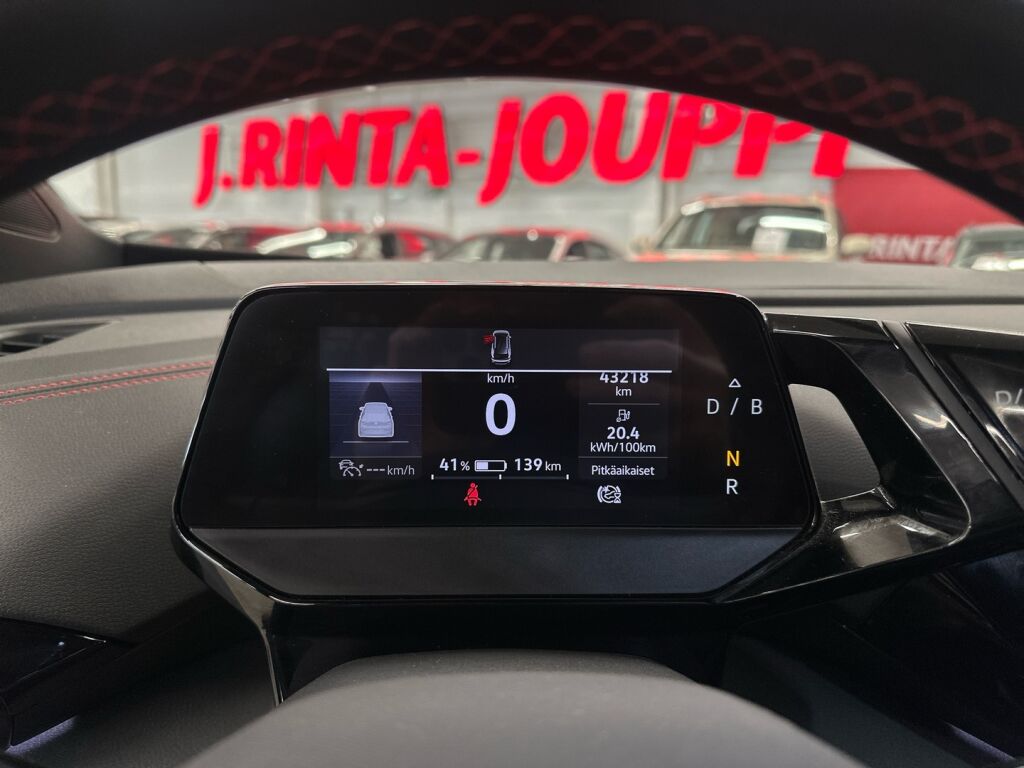 J.RINTA-JOUPPI
RINTA
km/h
0
43218
km
20.4
kWh/100km
Pitkäaikaiset
--- km/h
41 % 139 km
D / B
N
R
D/